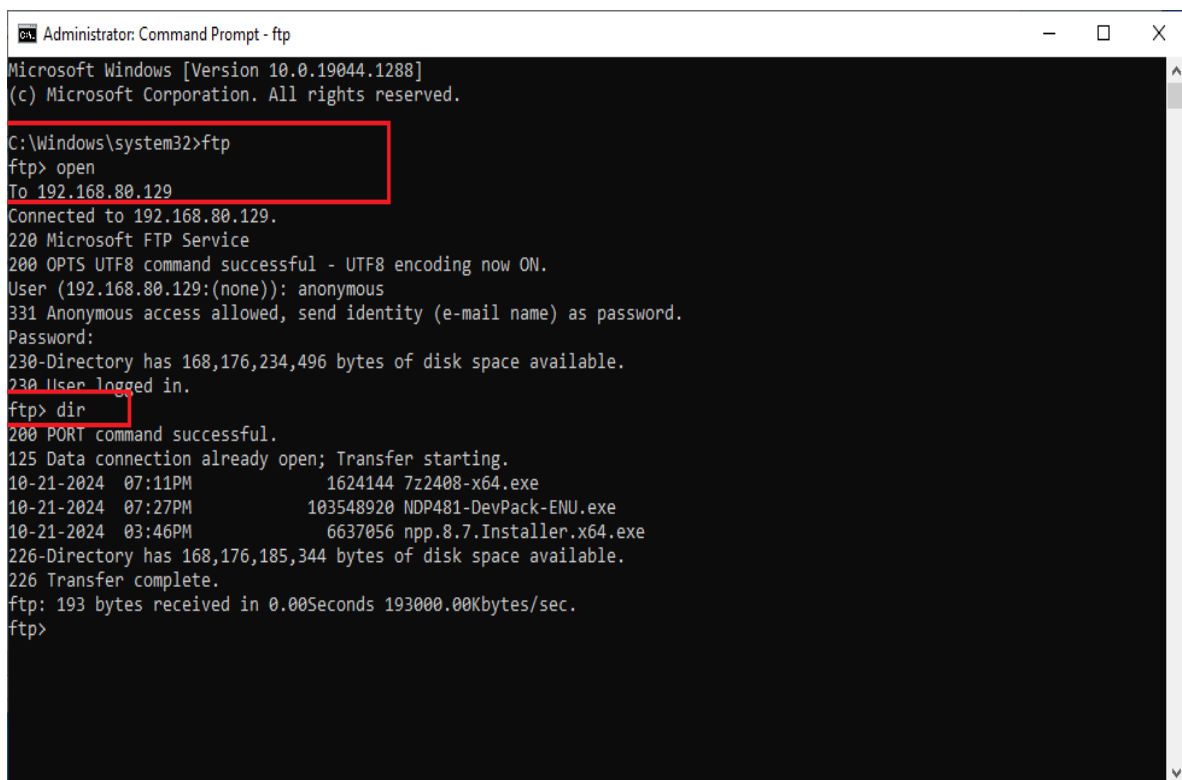 Administrator: Command Prompt - ftp
Microsoft Windows [Version 10.0.19044.1288]
(c) Microsoft Corporation. All rights reserved.
C:\Windows\system32>ftp
ftp> open
To 192.168.80.129
Connected to 192.168.80.129.
220 Microsoft FTP Service
200 OPTS UTF8 command successful - UTF8 encoding now ON.
User (192.168.80.129:(none)): anonymous
331 Anonymous access allowed, send identity (e-mail name) as password.
Password:
230-Directory has 168,176,234,496 bytes of disk space available.
230 User logged in.
ftp> dir
200 PORT command successful.
125 Data connection already open; Transfer starting.
10-21-2024  07:11PM              1624144 7z2408-x64.exe
10-21-2024  07:27PM            103548920 NDP481-DevPack-ENU.exe
10-21-2024  03:46PM              6637056 npp.8.7.Installer.x64.exe
226-Directory has 168,176,185,344 bytes of disk space available.
226 Transfer complete.
ftp: 193 bytes received in 0.00Seconds 193000.00Kbytes/sec.
ftp>